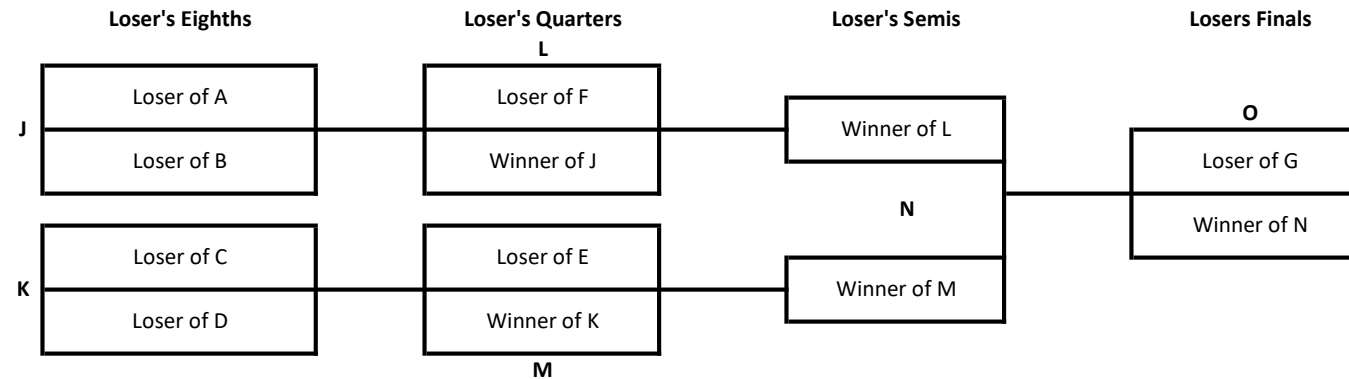 Loser's Eighths
Loser's Quarters
Loser's Semis
Losers Finals
L
Loser of A
Loser of F
J
Winner of L
O
Loser of B
Winner of J
Loser of G
N
Winner of N
Loser of C
Loser of E
K
Winner of M
Loser of D
Winner of K
M